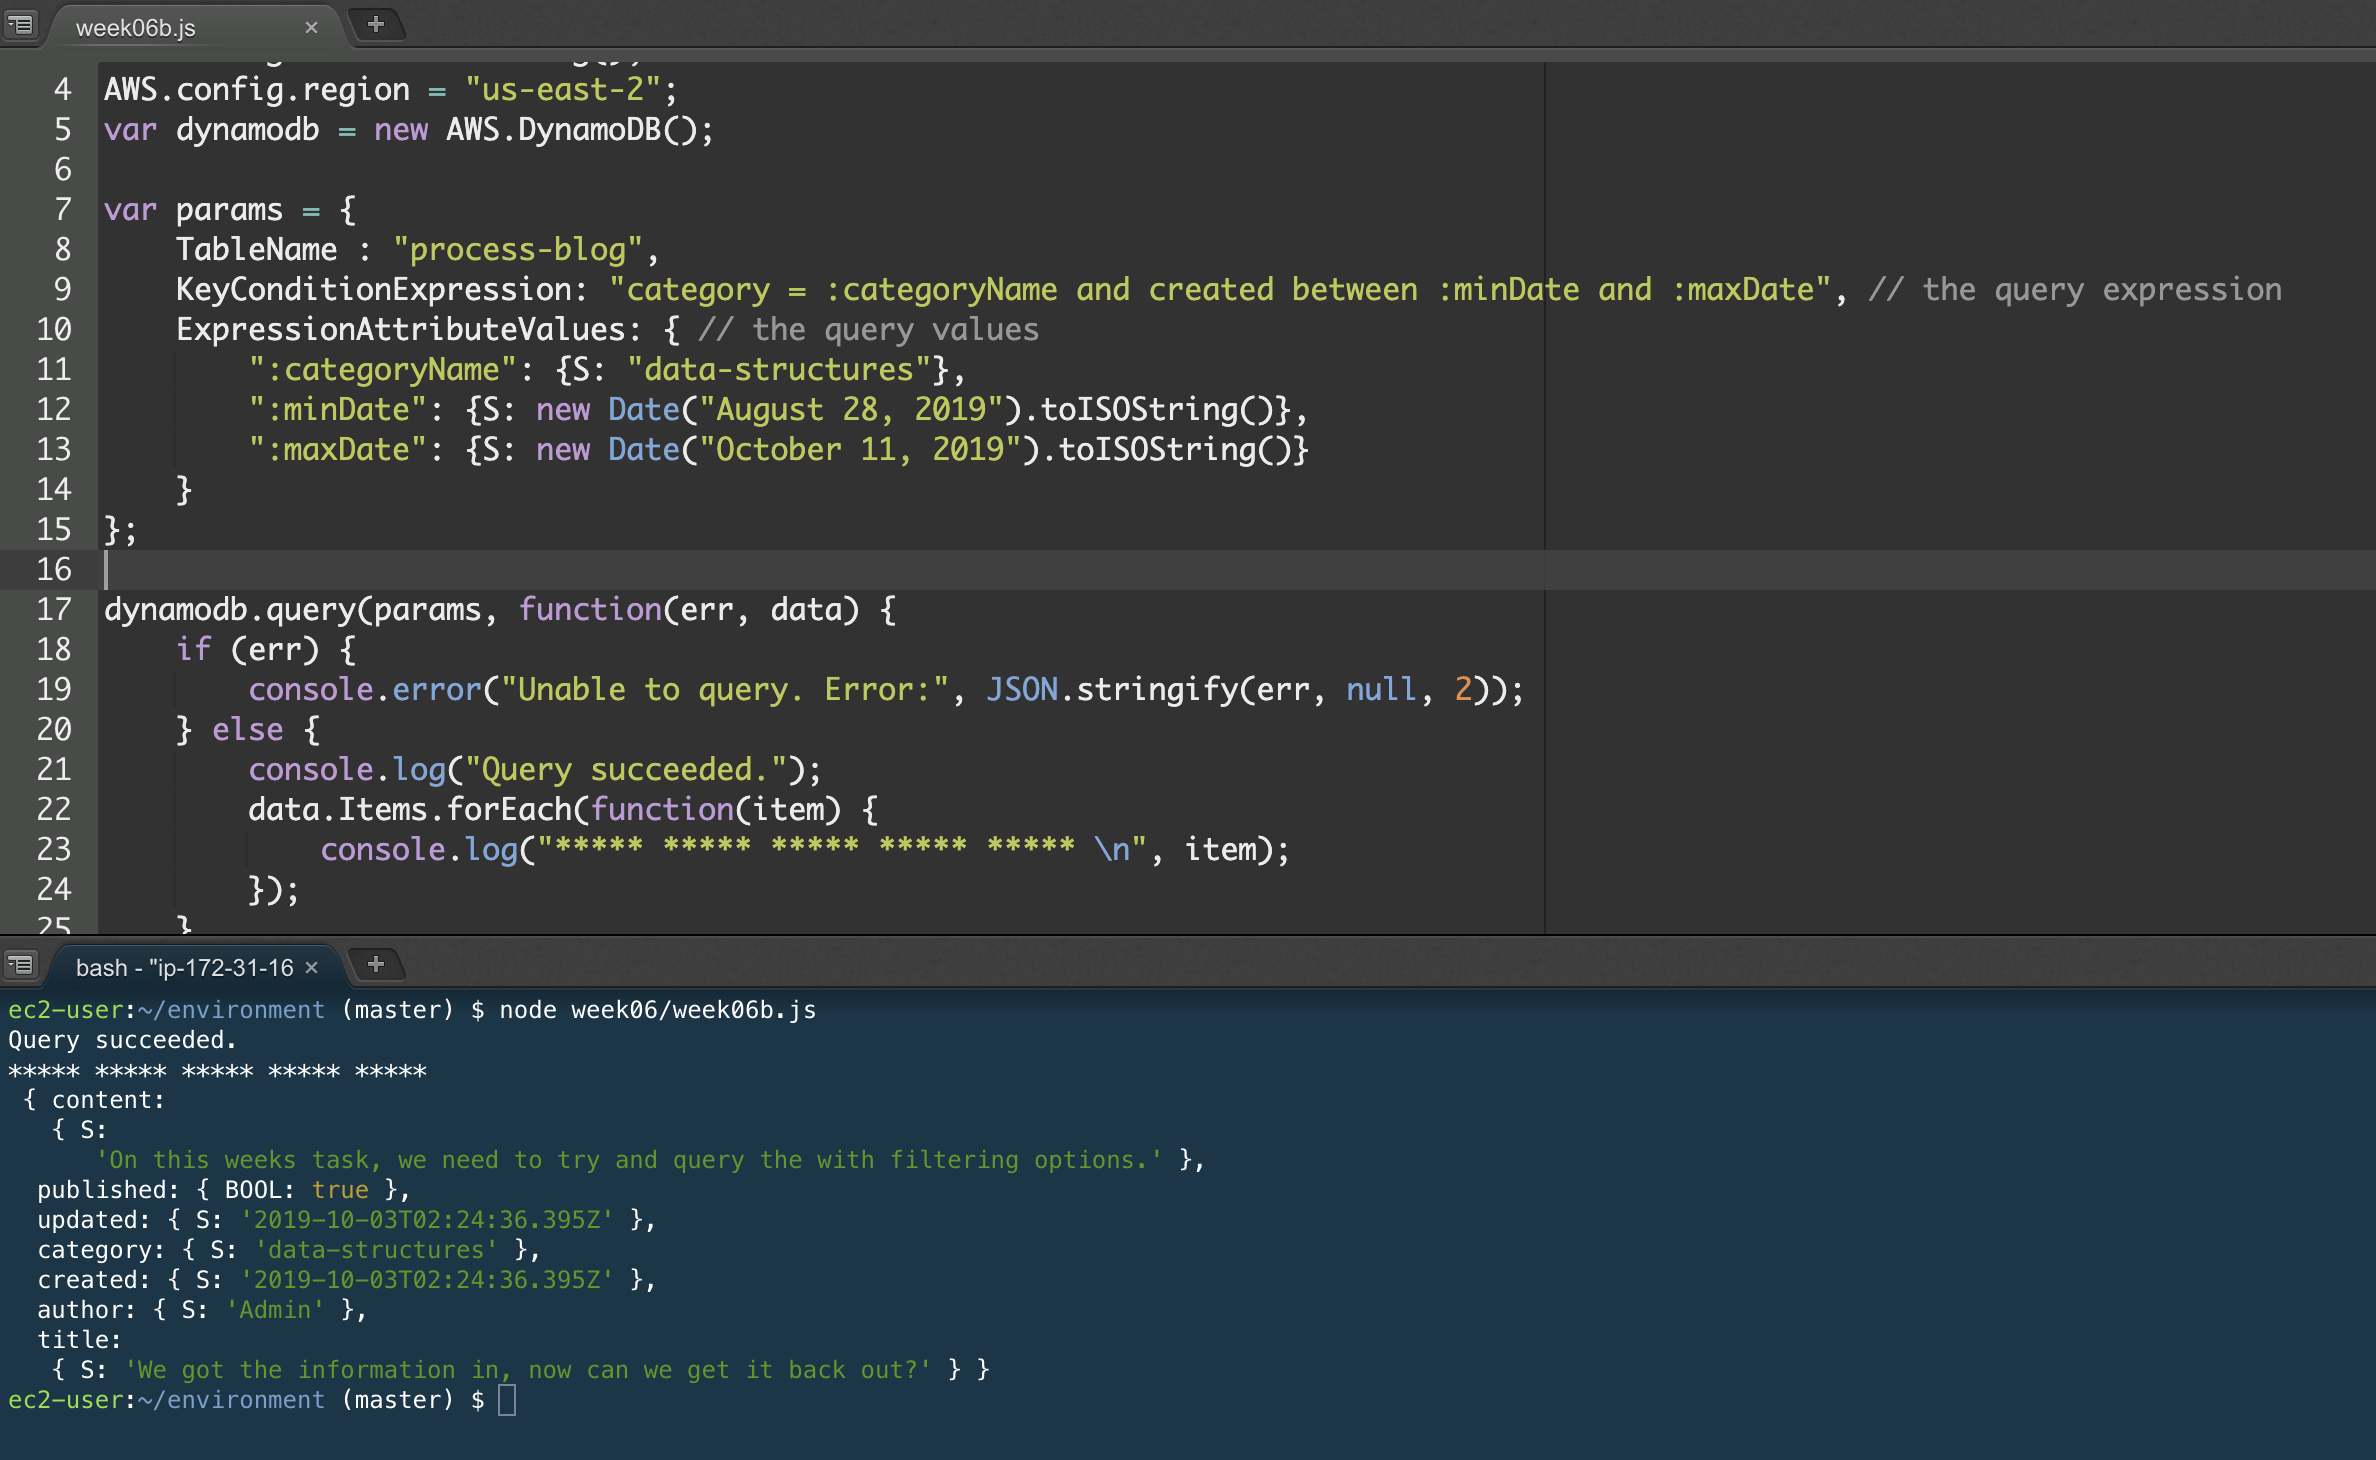 week06b.js
4 AWS.config.region = "us-east-2";
5 var dynamodb = new AWS.DynamoDB();
6
7 var params = {
8     TableName : "process-blog",
9     KeyConditionExpression: "category = :categoryName and created between :minDate and :maxDate", // the query expression
10     ExpressionAttributeValues: { // the query values
11         ":categoryName": {S: "data-structures"},
12         ":minDate": {S: new Date("August 28, 2019").toISOString()},
13         ":maxDate": {S: new Date("October 11, 2019").toISOString()}
14     }
15 };
16
17 dynamodb.query(params, function(err, data) {
18     if (err) {
19         console.error("Unable to query. Error:", JSON.stringify(err, null, 2));
20     } else {
21         console.log("Query succeeded.");
22         data.Items.forEach(function(item) {
23             console.log("***** ***** ***** ***** ***** \n", item);
24         });
25     }
bash - "ip-172-31-16
ec2-user:~/environment (master) $ node week06/week06b.js
Query succeeded.
***** ***** ***** ***** *****
 { content:
   { S:
      'On this weeks task, we need to try and query the with filtering options.' },
  published: { BOOL: true },
  updated: { S: '2019-10-03T02:24:36.395Z' },
  category: { S: 'data-structures' },
  created: { S: '2019-10-03T02:24:36.395Z' },
  author: { S: 'Admin' },
  title:
   { S: 'We got the information in, now can we get it back out?' } }
ec2-user:~/environment (master) $